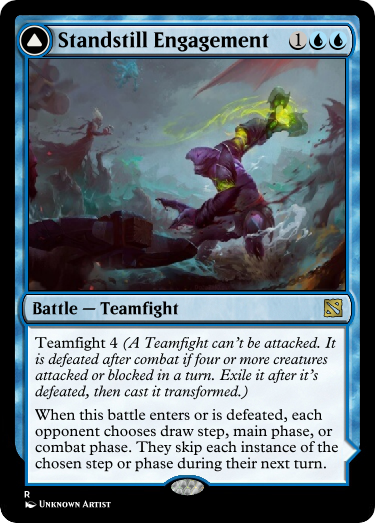 Standstill Engagement 1
Battle — Teamfight
Teamfight 4 (A Teamfight can't be attacked. It
is defeated after combat if four or more creatures
attacked or blocked in a turn. Exile it after it's
defeated, then cast it transformed.)
When this battle enters or is defeated, each
opponent chooses draw step, main phase, or
combat phase. They skip each instance of the
chosen step or phase during their next turn.
R
Unknown Artist